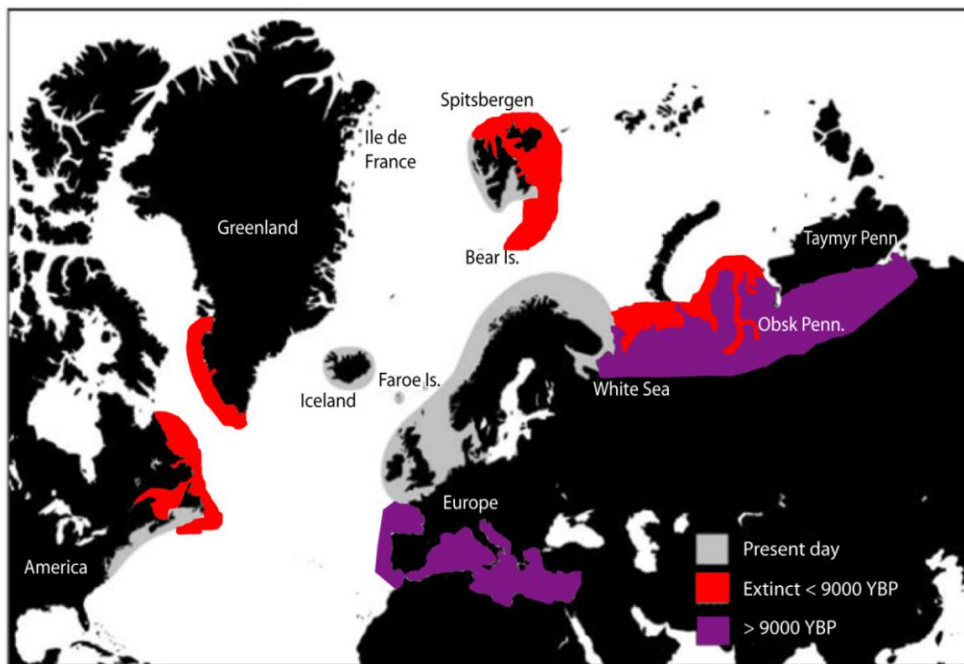 Spitsbergen
Ile de
France
Greenland
Bear Is.
Taymyr Penn
Obsk Penn.
Faroe Is.
Iceland
White Sea
Europe
America
Present day
Extinct < 9000 YBP
> 9000 YBP